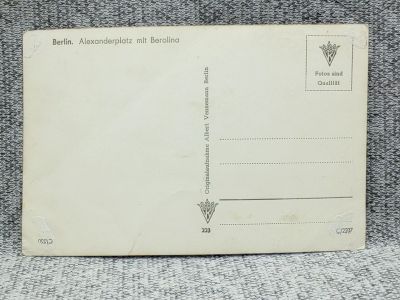 Berlin. Alexanderplatz mit Berolina
Fotos sind
Qualität
Originalaufnahme Albert Vennemann Berlin
228